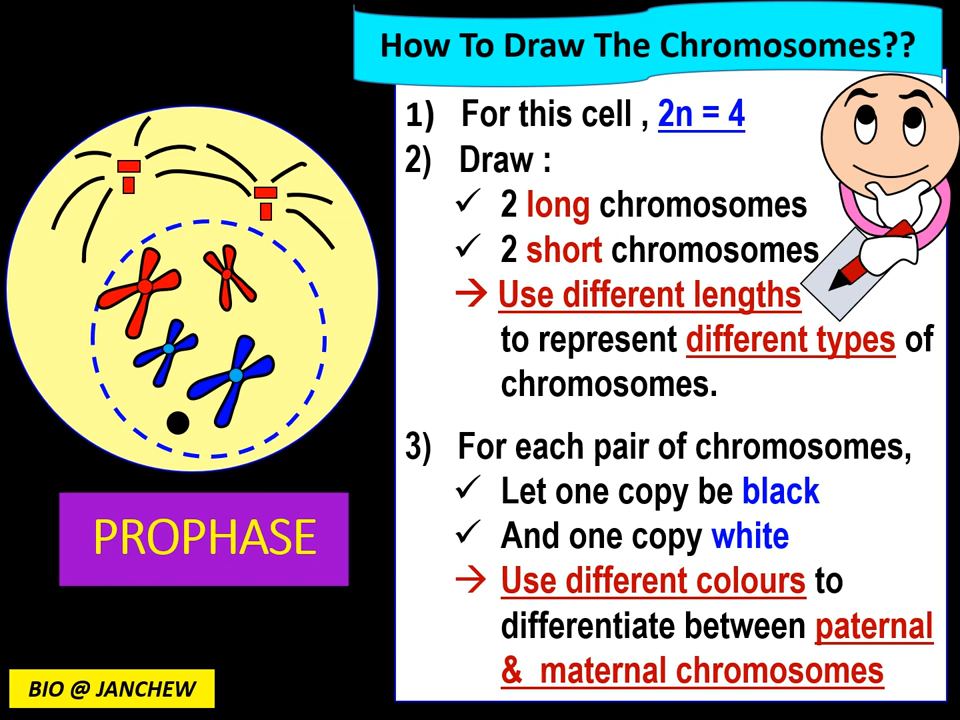 How To Draw The Chromosomes??
1) For this cell , 2n = 4
2) Draw :
✓ 2 long chromosomes
✓ 2 short chromosomes
→ Use different lengths
to represent different types of
chromosomes.
3) For each pair of chromosomes,
✓ Let one copy be black
✓ And one copy white
→ Use different colours to
differentiate between paternal
& maternal chromosomes
PROPHASE
BIO @ JANCHEW